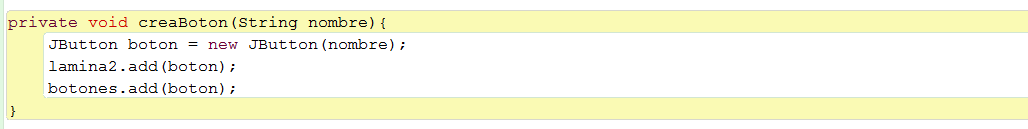 private void creaBoton(String nombre){
JButton boton = new JButton(nombre);
lamina2.add(boton);
botones.add(boton);
}